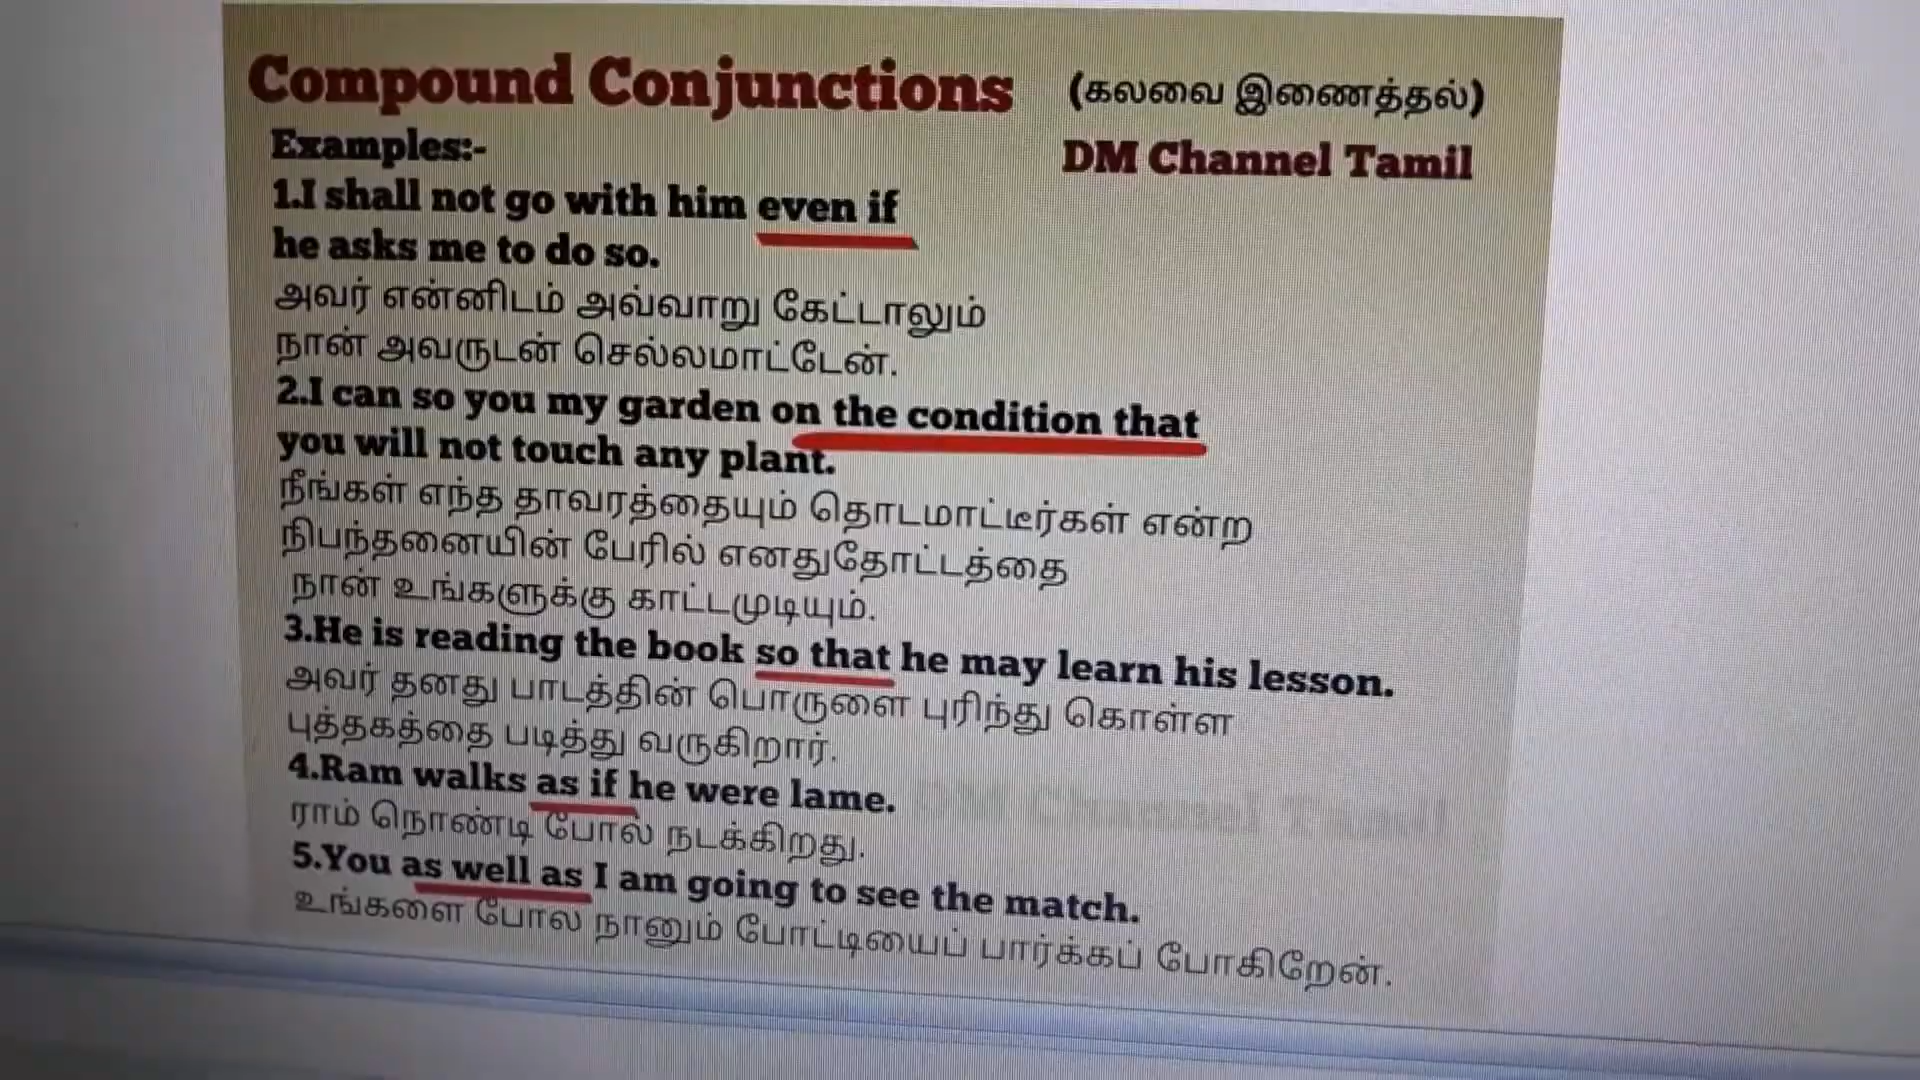 Compound Conjunctions (கலவை இணைத்தல்)
Examples:- DM Channel Tamil
1.I shall not go with him even if
he asks me to do so.
அவர் என்னிடம் அவ்வாறு கேட்டாலும்
நான் அவருடன் செல்லமாட்டேன்.
2.I can so you my garden on the condition that
you will not touch any plant.
நீங்கள் எந்த தாவரத்தையும் தொடமாட்டீர்கள் என்ற
நிபந்தனையின் பேரில் எனதுதோட்டத்தை
நான் உங்களுக்கு காட்டமுடியும்.
3.He is reading the book so that he may learn his lesson.
அவர் தனது பாடத்தின் பொருளை புரிந்து கொள்ள
புத்தகத்தை படித்து வருகிறார்.
4.Ram walks as if he were lame.
ராம் நொண்டி போல் நடக்கிறது.
5.You as well as I am going to see the match.
உங்களை போல நானும் போட்டியைப் பார்க்கப் போகிறேன்.